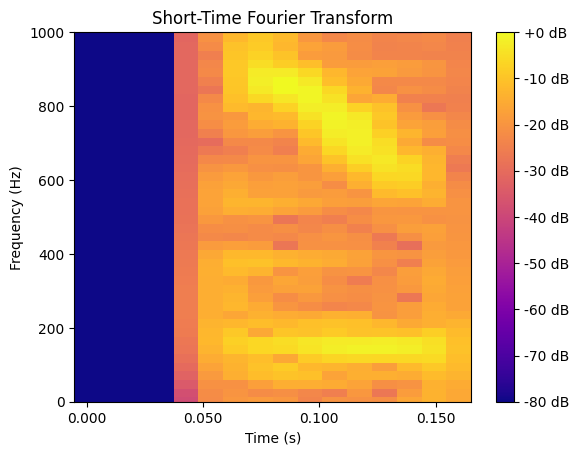 Short-Time Fourier Transform
1000
800
600
400
200
0
Frequency (Hz)
0.000
0.050
0.100
0.150
Time (s)
+0 dB
-10 dB
-20 dB
-30 dB
-40 dB
-50 dB
-60 dB
-70 dB
-80 dB